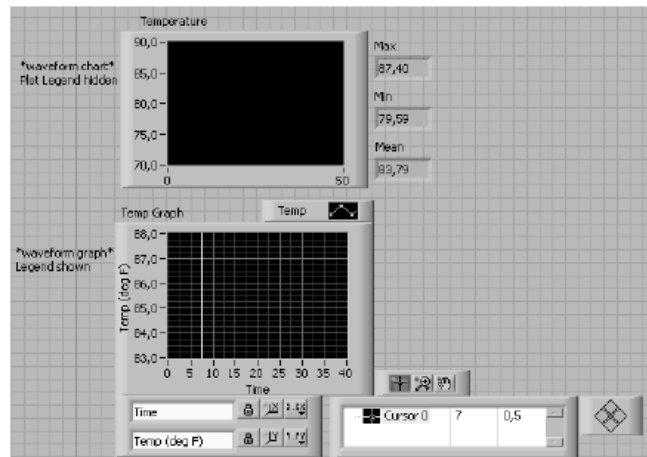 Temperature
*waveform chart*
Plot Legend hidden
90,0
85,0
80,0
75,0
70,0
0
50
Max
87,40
Min
79,59
Mean
83,79
Temp Graph
Temp
*waveform graph*
Legend shown
Temp (deg F)
88,0
87,0
86,0
85,0
84,0
83,0
0 5 10 15 20 25 30 35 40
Time
Time
Temp (deg F)
Cursor 0 7 0,5